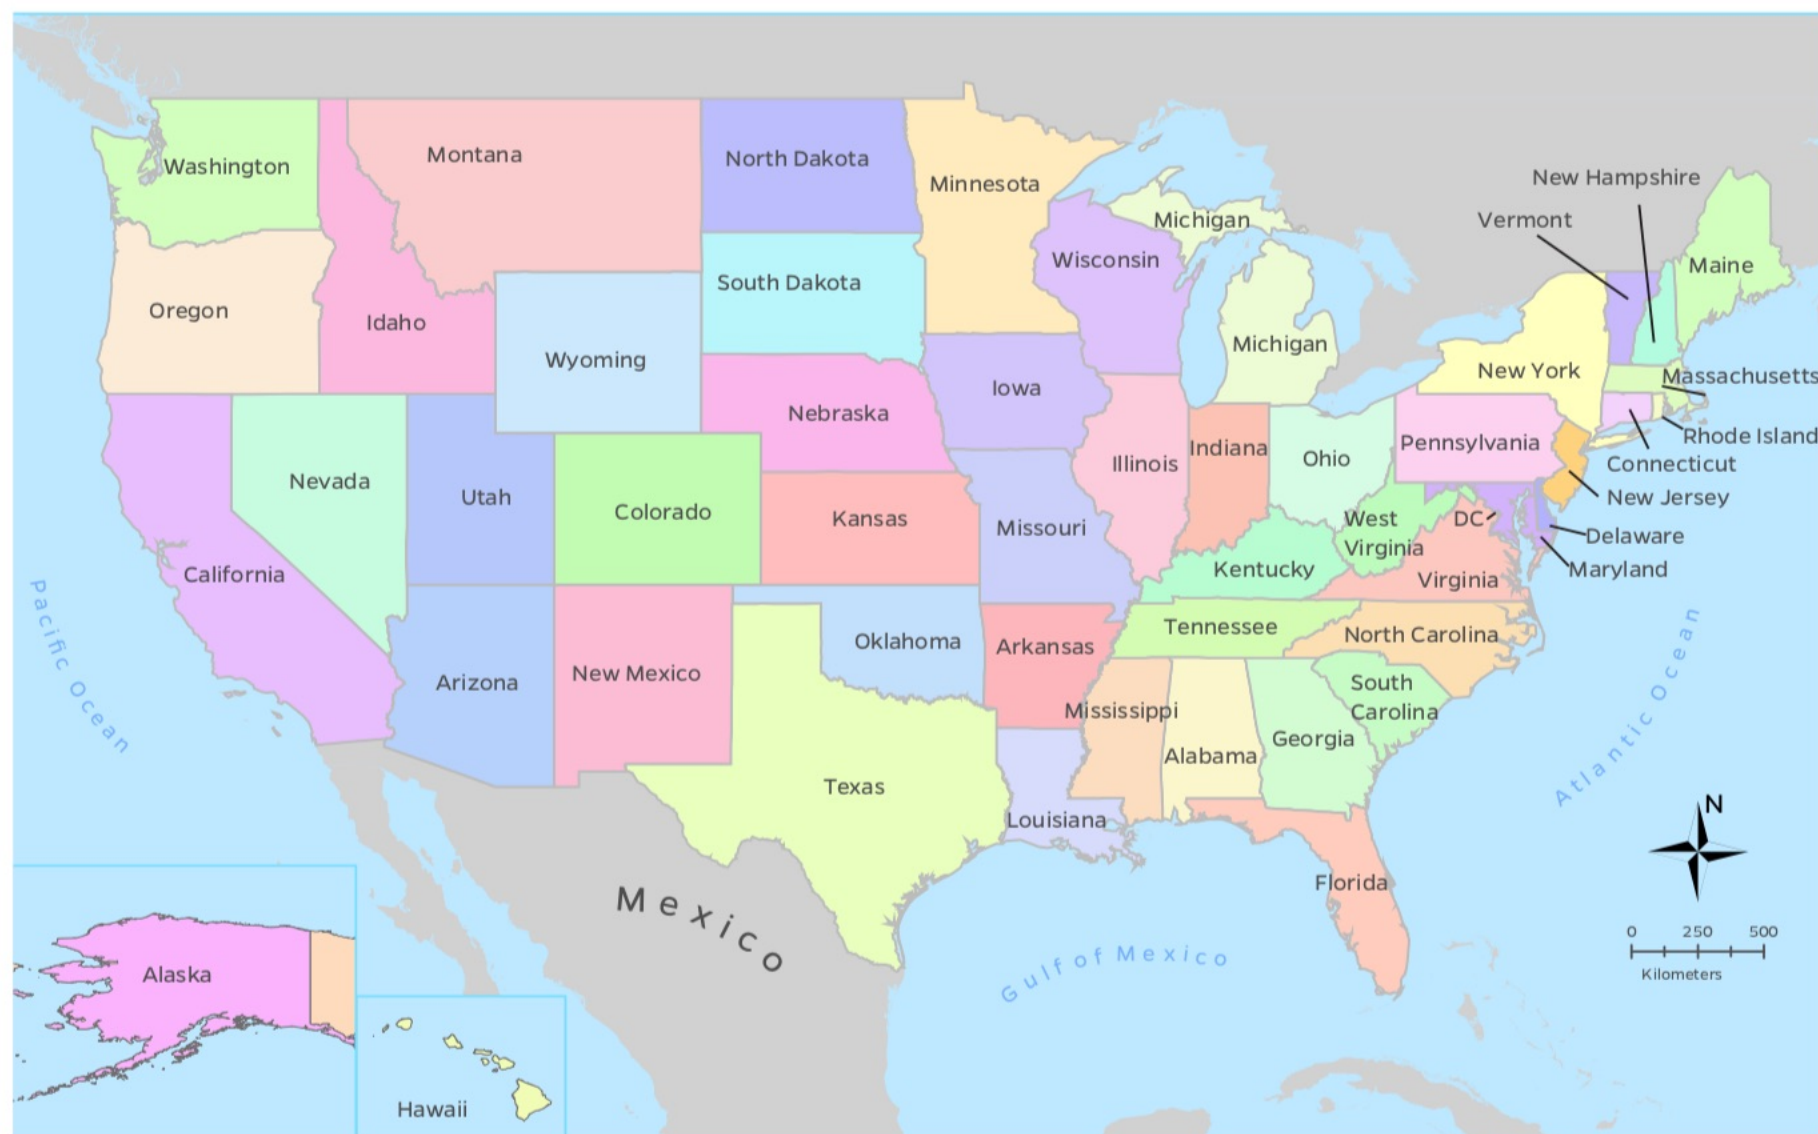 Washington
Montana
North Dakota
Minnesota
New Hampshire
Vermont
Michigan
Maine
Wisconsin
South Dakota
Oregon
Idaho
Wyoming
Michigan
New York
Massachusetts
Iowa
Nebraska
Rhode Island
Pennsylvania
Connecticut
Illinois
Indiana
Ohio
Nevada
Utah
Colorado
Kansas
Missouri
West
Virginia
DC
New Jersey
Delaware
Maryland
California
Kentucky
Virginia
Pacific Ocean
Tennessee
North Carolina
Oklahoma
Arkansas
Atlantic Ocean
Arizona
New Mexico
South
Carolina
Mississippi
Georgia
Alabama
Texas
Louisiana
N
Florida
Mexico
Gulf of Mexico
0 250 500
Kilometers
Alaska
Hawaii